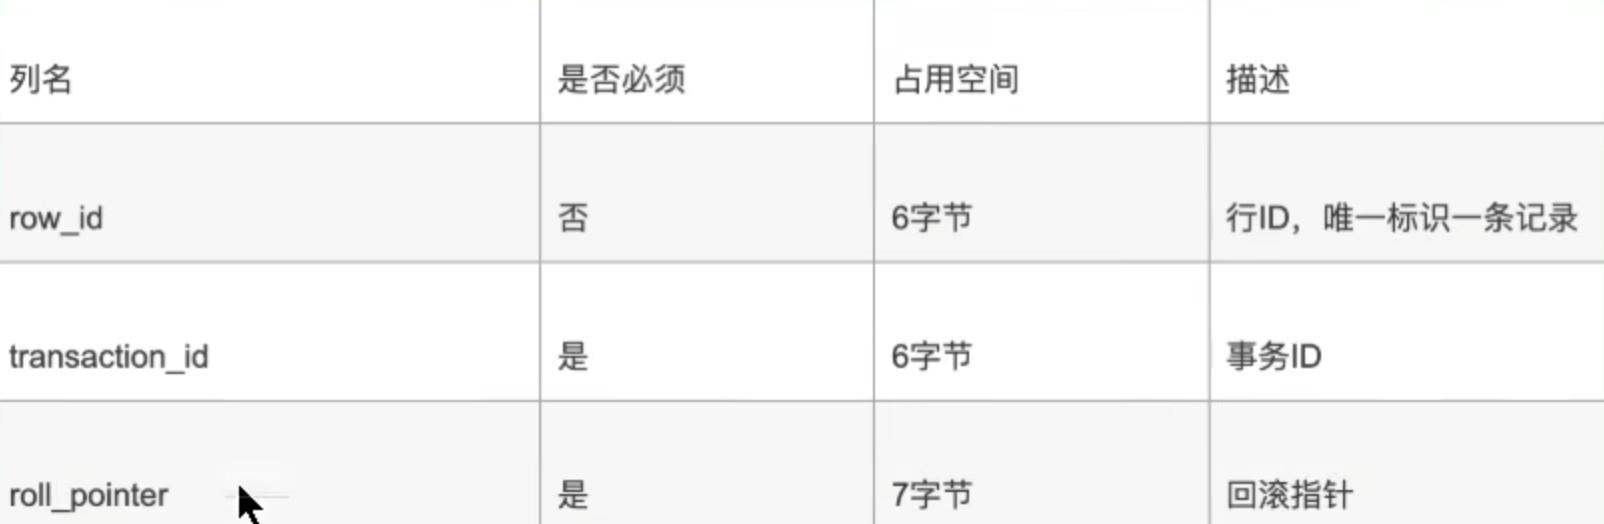 列名 是否必须 占用空间 描述
row_id 否 6字节 行ID，唯一标识一条记录
transaction_id 是 6字节 事务ID
roll_pointer 是 7字节 回滚指针